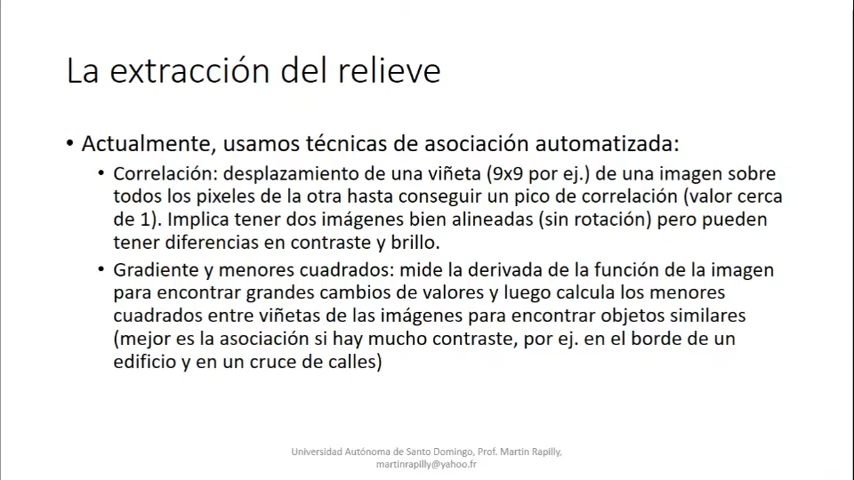 La extracción del relieve
• Actualmente, usamos técnicas de asociación automatizada:
• Correlación: desplazamiento de una viñeta (9x9 por ej.) de una imagen sobre
todos los pixeles de la otra hasta conseguir un pico de correlación (valor cerca
de 1). Implica tener dos imágenes bien alineadas (sin rotación) pero pueden
tener diferencias en contraste y brillo.
• Gradiente y menores cuadrados: mide la derivada de la función de la imagen
para encontrar grandes cambios de valores y luego calcula los menores
cuadrados entre viñetas de las imágenes para encontrar objetos similares
(mejor es la asociación si hay mucho contraste, por ej. en el borde de un
edificio y en un cruce de calles)
Universidad Autónoma de Santo Domingo, Prof. Martin Rapilly,
martinrapilly@yahoo.fr